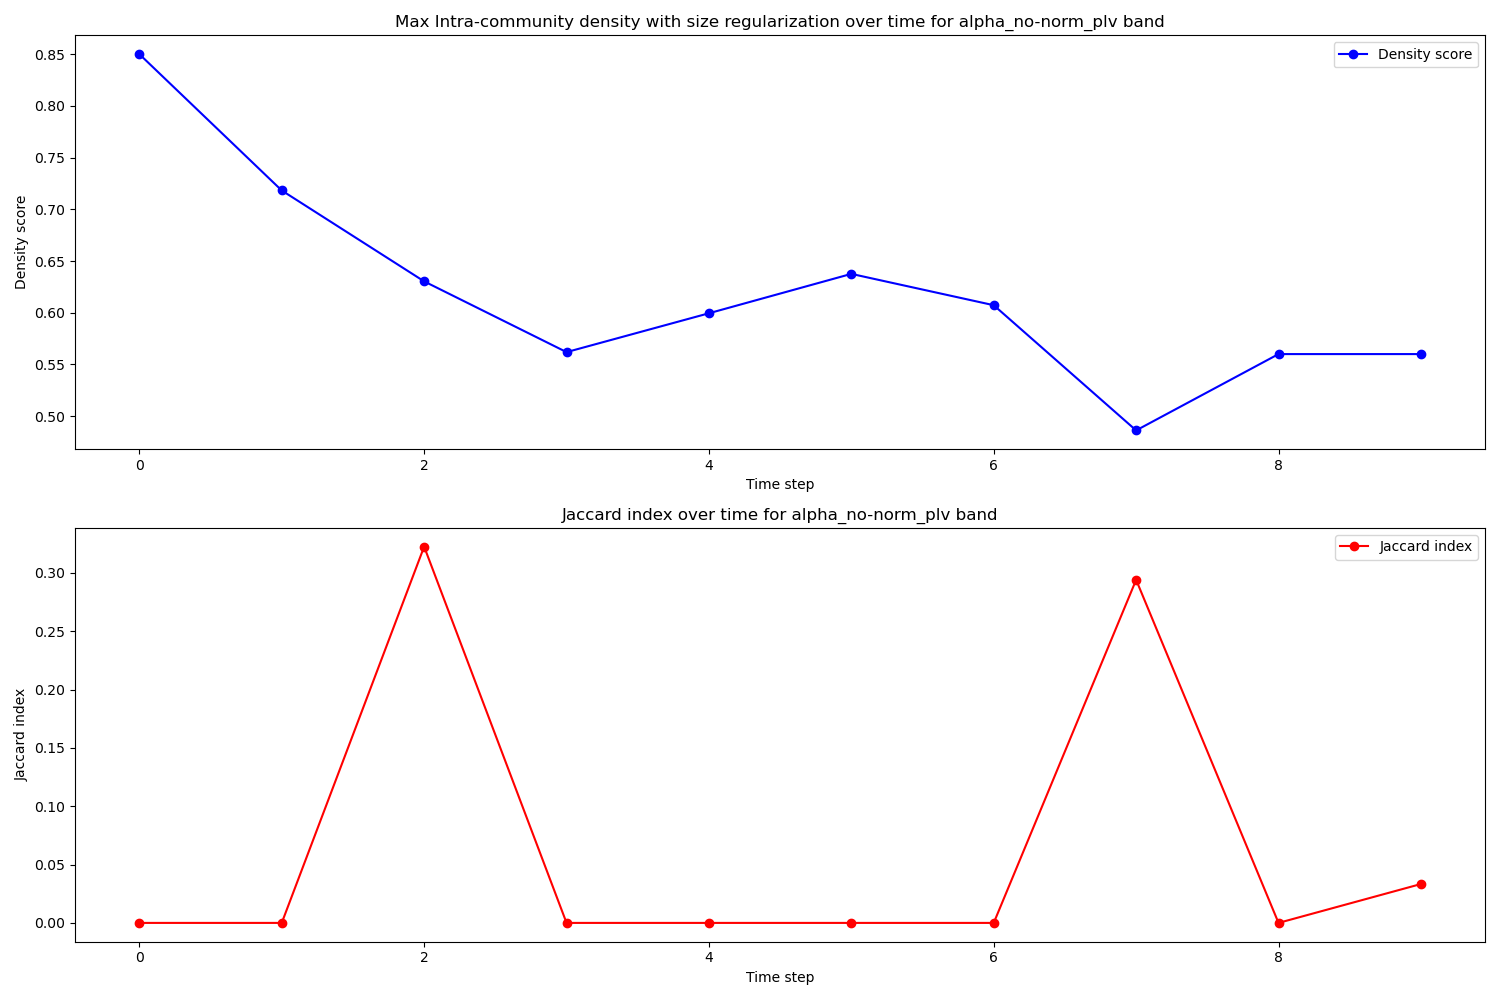 Max Intra-community density with size regularization over time for alpha_no-norm_plv band
Density score
0.85
0.80
0.75
0.70
0.65
0.60
0.55
0.50
Density score
0 2 4 6 8
Time step
Jaccard index over time for alpha_no-norm_plv band
Jaccard index
0.30
0.25
0.20
0.15
0.10
0.05
0.00
Jaccard index
0 2 4 6 8
Time step